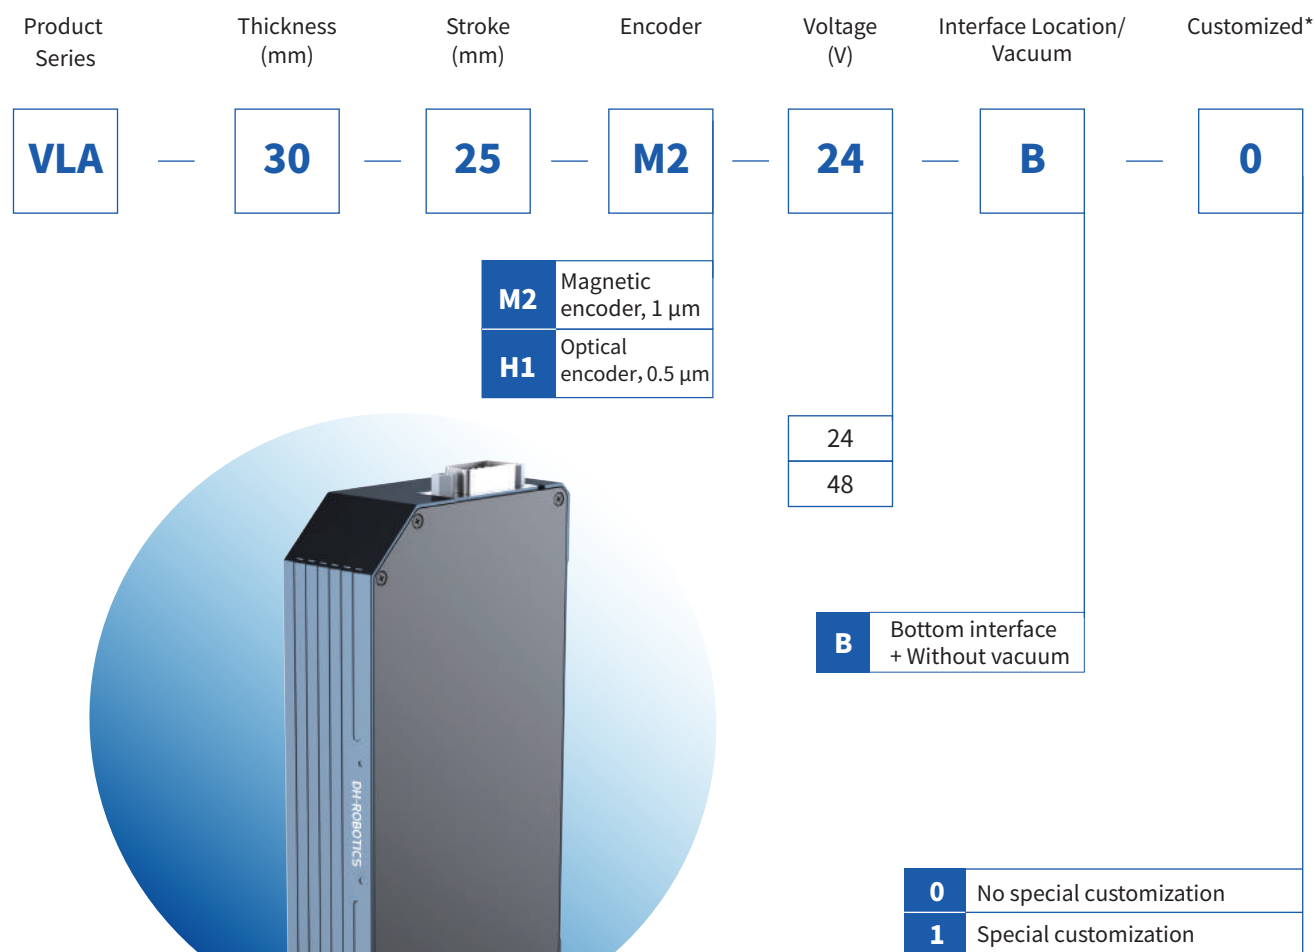 Product
Series
Thickness
(mm)
Stroke
(mm)
Encoder
Voltage
(V)
Interface Location/
Vacuum
Customized*
VLA — 30 — 25 — M2 — 24 — B — 0
M2
Magnetic
encoder, 1 μm
H1
Optical
encoder, 0.5 μm
24
48
B
Bottom interface
+ Without vacuum
DH-ROBOTICS
0 No special customization
1 Special customization